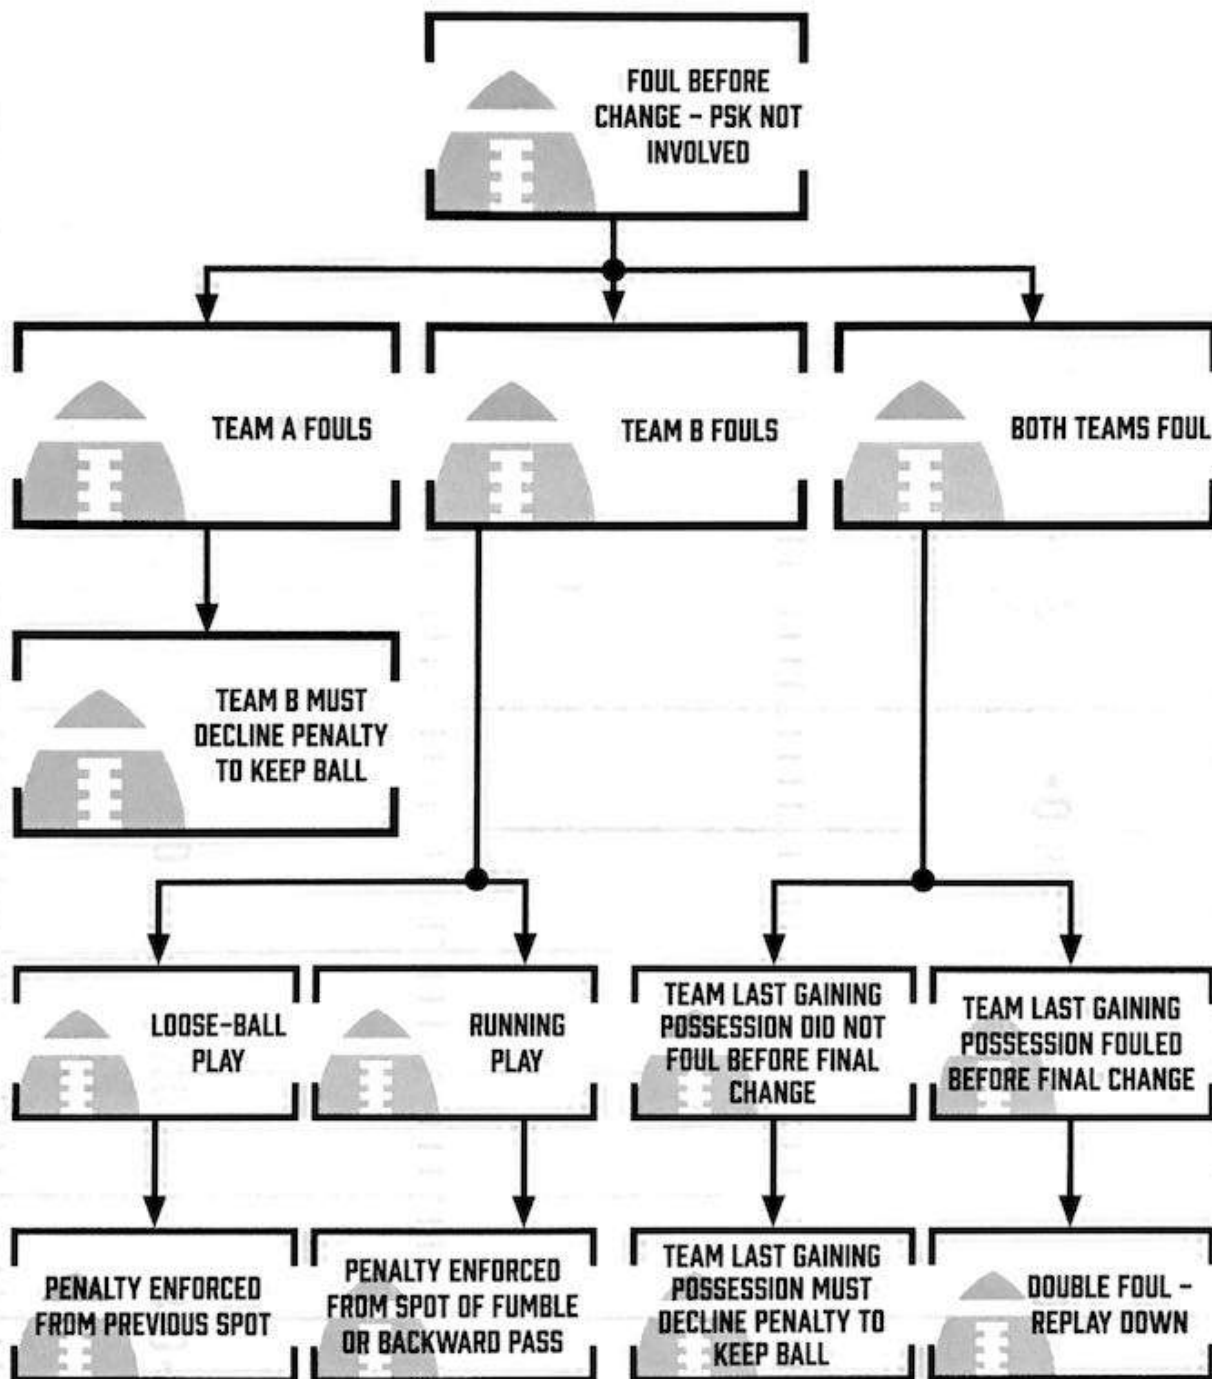 FOUL BEFORE
CHANGE – PSK NOT
INVOLVED
TEAM A FOULS
TEAM B FOULS
BOTH TEAMS FOUL
TEAM B MUST
DECLINE PENALTY
TO KEEP BALL
LOOSE-BALL
PLAY
RUNNING
PLAY
TEAM LAST GAINING
POSSESSION DID NOT
FOUL BEFORE FINAL
CHANGE
TEAM LAST GAINING
POSSESSION FOULED
BEFORE FINAL CHANGE
PENALTY ENFORCED
FROM PREVIOUS SPOT
PENALTY ENFORCED
FROM SPOT OF FUMBLE
OR BACKWARD PASS
TEAM LAST GAINING
POSSESSION MUST
DECLINE PENALTY TO
KEEP BALL
DOUBLE FOUL –
REPLAY DOWN